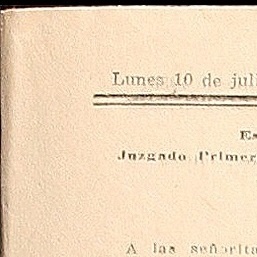 Lunes 10 de juli
Es
Juzgado Primer
A las señorita